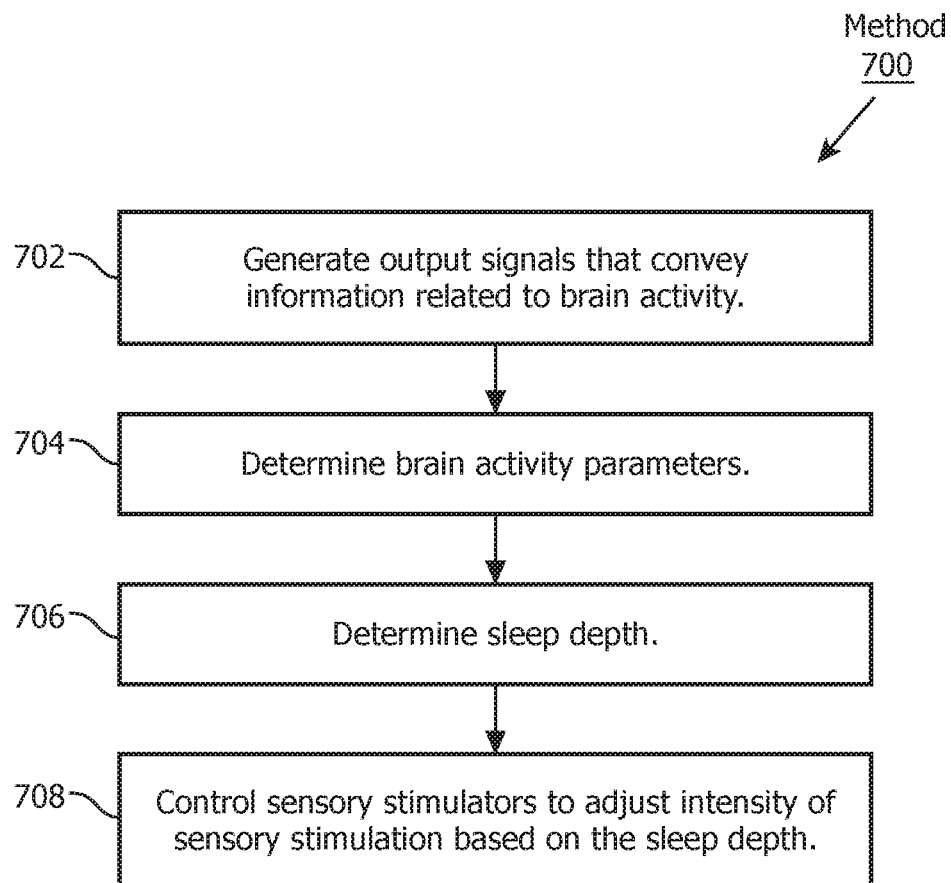 Method
700
702
Generate output signals that convey
information related to brain activity.
704
Determine brain activity parameters.
706
Determine sleep depth.
708
Control sensory stimulators to adjust intensity of
sensory stimulation based on the sleep depth.